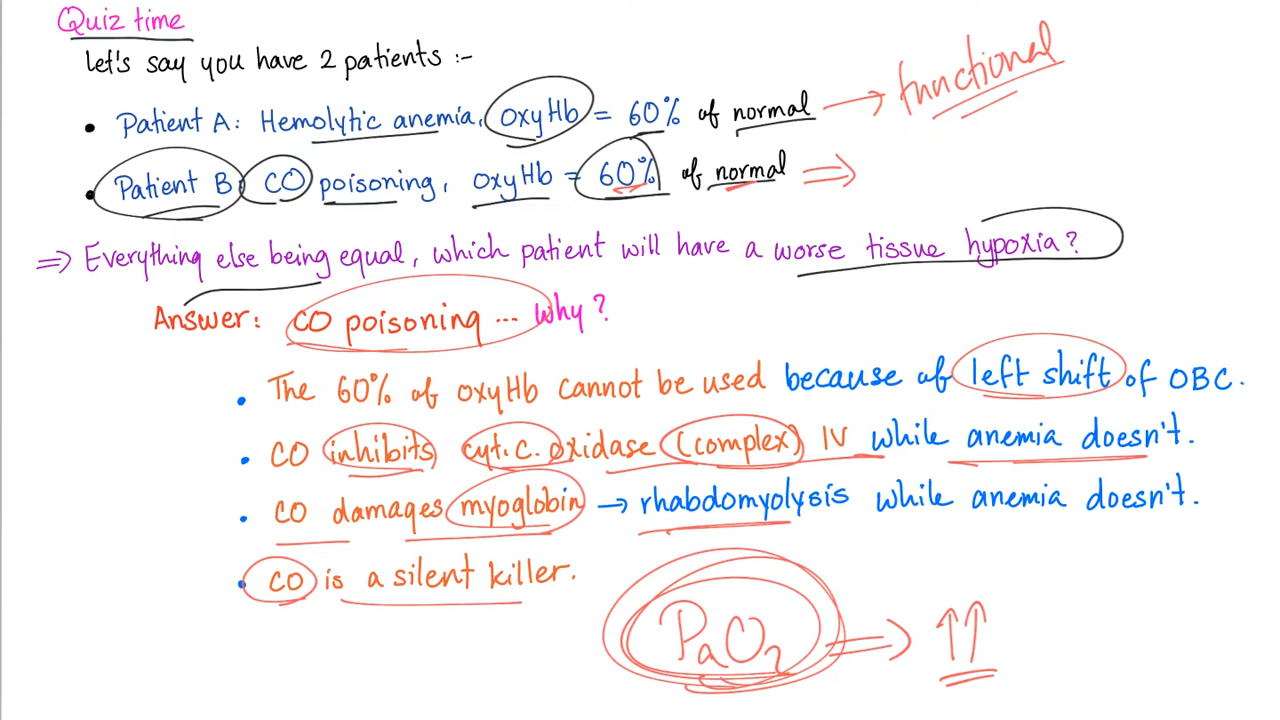 Quiz time
Let's say you have 2 patients :-
• Patient A: Hemolytic anemia, oxyHb = 60% of normal → functional
• Patient B: CO poisoning, oxyHb = 60% of normal ⇒
⇒ Everything else being equal, which patient will have a worse tissue hypoxia?
Answer: CO poisoning ... why?
• The 60% of oxyHb cannot be used because of left shift of OBC.
• CO inhibits cyt. C. oxidase (complex) IV while anemia doesn't.
• CO damages myoglobin → rhabdomyolysis while anemia doesn't.
• CO is a silent killer.
PaO2 ⇒ ↑↑